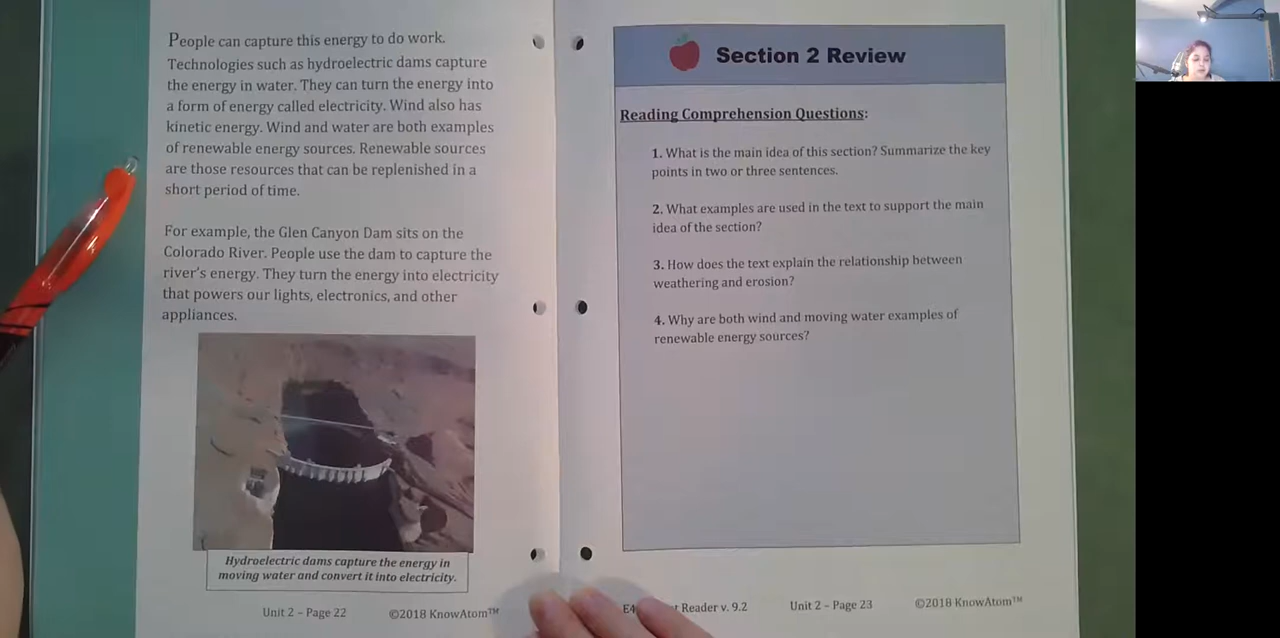 People can capture this energy to do work.
Technologies such as hydroelectric dams capture
the energy in water. They can turn the energy into
a form of energy called electricity. Wind also has
kinetic energy. Wind and water are both examples
of renewable energy sources. Renewable sources
are those resources that can be replenished in a
short period of time.
For example, the Glen Canyon Dam sits on the
Colorado River. People use the dam to capture the
river's energy. They turn the energy into electricity
that powers our lights, electronics, and other
appliances.
Hydroelectric dams capture the energy in
moving water and convert it into electricity.
Unit 2 – Page 22 ©2018 KnowAtom™
Section 2 Review
Reading Comprehension Questions:
1. What is the main idea of this section? Summarize the key
points in two or three sentences.
2. What examples are used in the text to support the main
idea of the section?
3. How does the text explain the relationship between
weathering and erosion?
4. Why are both wind and moving water examples of
renewable energy sources?
Reader v. 9.2 Unit 2 – Page 23 ©2018 KnowAtom™